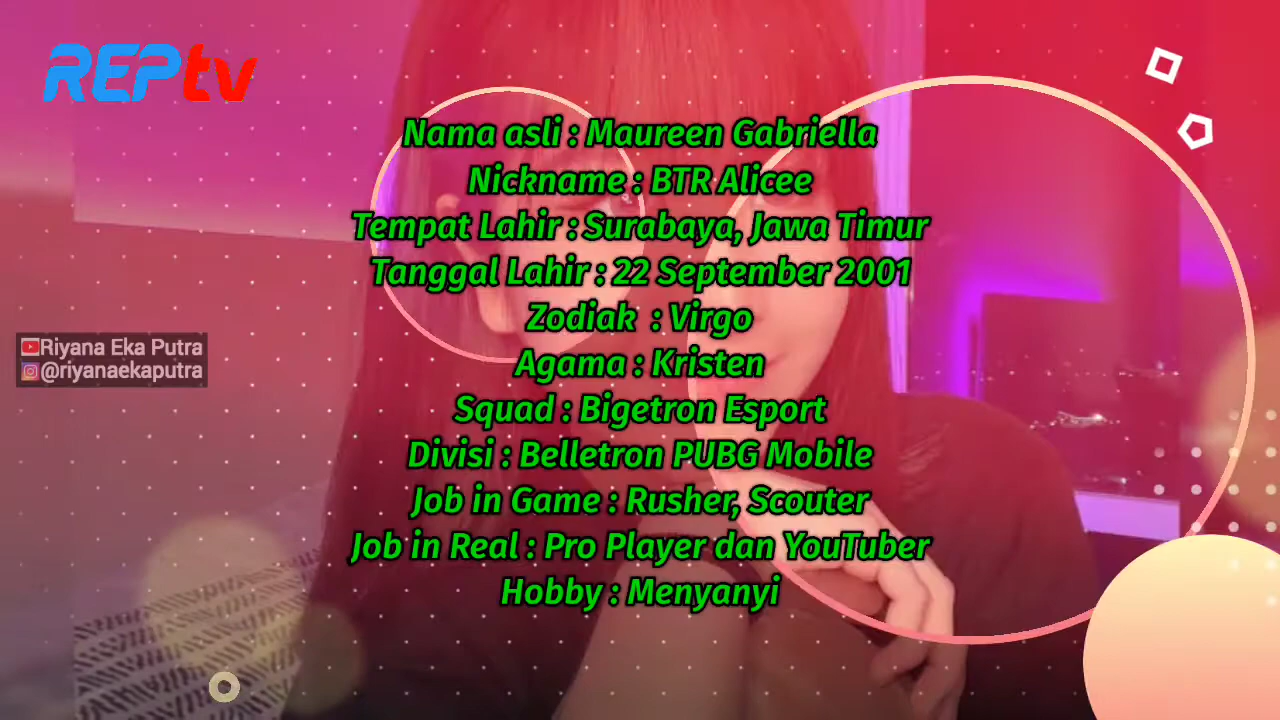 REPtv
Nama asli : Maureen Gabriella
Nickname : BTR Alicee
Tempat Lahir : Surabaya, Jawa Timur
Tanggal Lahir : 22 September 2001
Zodiak : Virgo
Riyana Eka Putra
@riyanaekaputra
Agama : Kristen
Squad : Bigetron Esport
Divisi : Belletron PUBG Mobile
Job in Game : Rusher, Scouter
Job in Real : Pro Player dan YouTuber
Hobby : Menyanyi